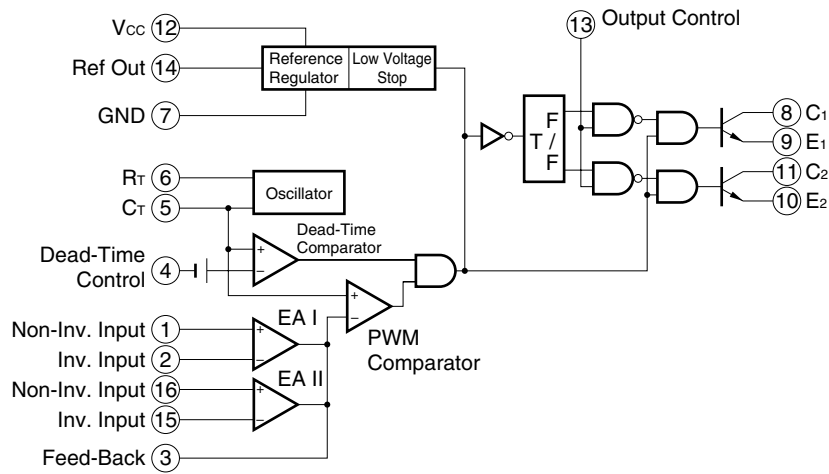 VCC 12
Ref Out 14
GND 7
Reference Regulator
Low Voltage Stop
13 Output Control
T F/F
8 C1
9 E1
11 C2
10 E2
RT 6
CT 5
Oscillator
Dead-Time Control 4
+
−
Dead-Time Comparator
+
−
PWM Comparator
Non-Inv. Input 1
Inv. Input 2
+
−
EA I
Non-Inv. Input 16
Inv. Input 15
+
−
EA II
Feed-Back 3